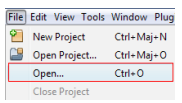 File Edit View Tools Window Plug
New Project Ctrl+Maj+N
Open Project... Ctrl+Maj+O
Open... Ctrl+O
Close Project